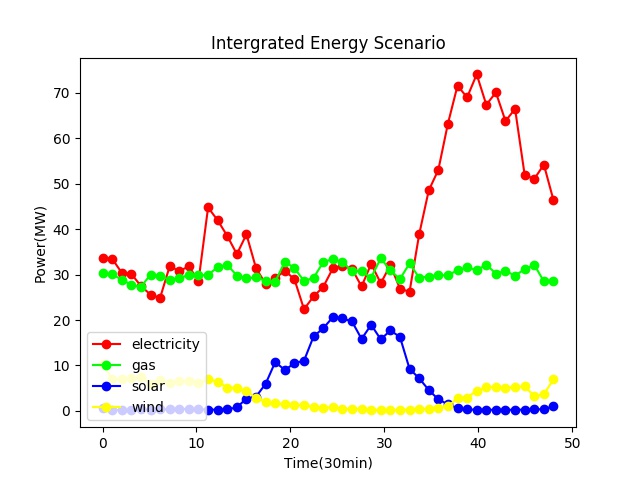 Intergrated Energy Scenario
Power(MW)
70
60
50
40
30
20
10
0
electricity
gas
solar
wind
0 10 20 30 40 50
Time(30min)